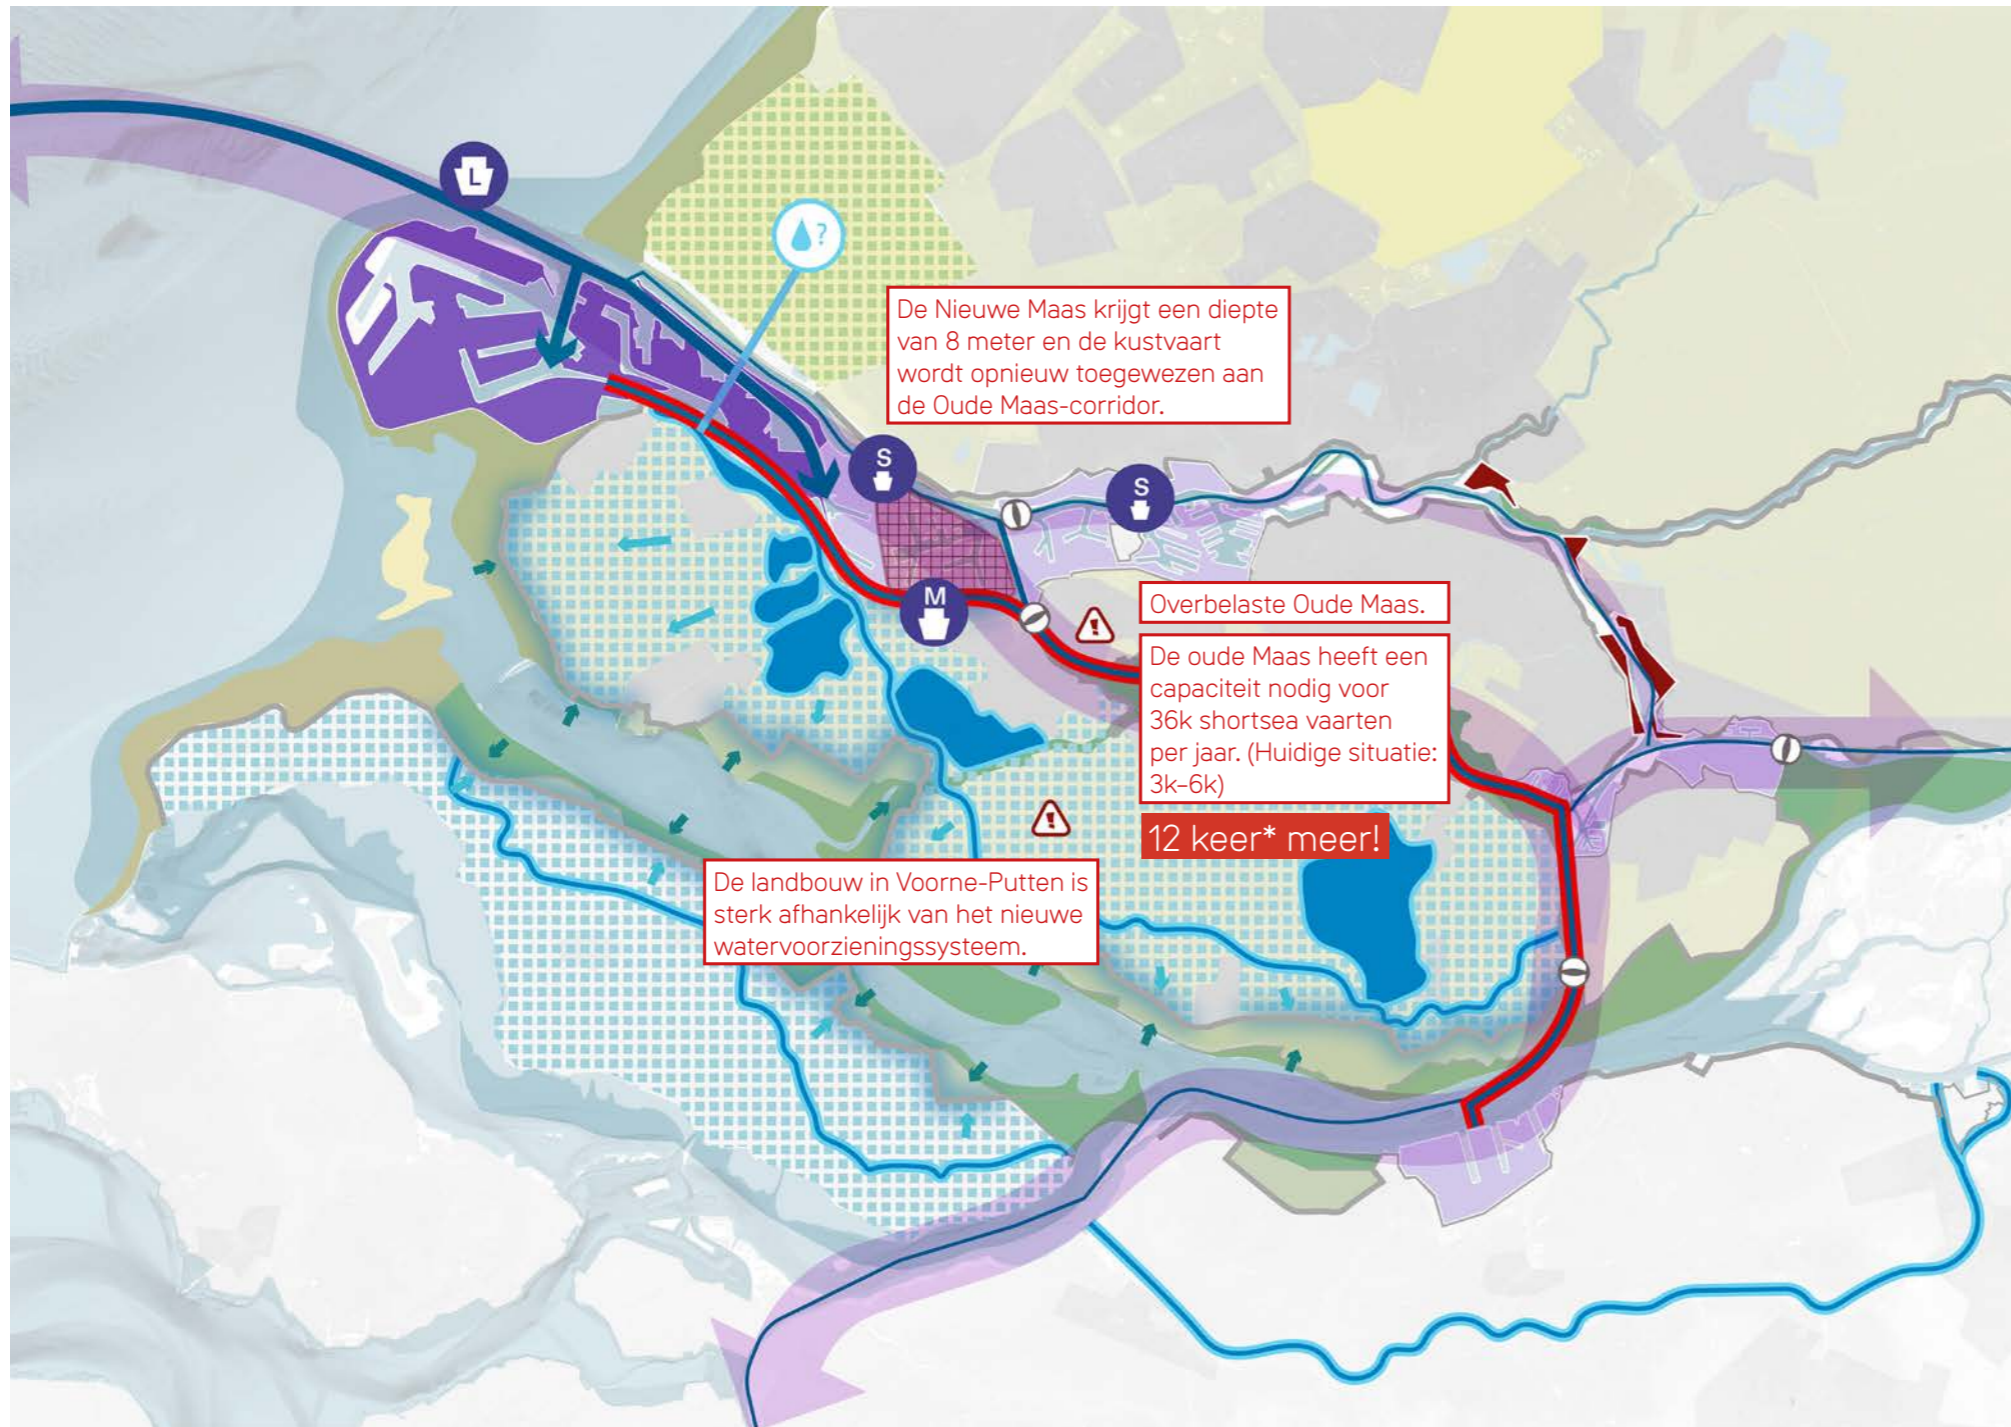 L
?
De Nieuwe Maas krijgt een diepte
van 8 meter en de kustvaart
wordt opnieuw toegewezen aan
de Oude Maas-corridor.
S
S
M
Overbelaste Oude Maas.
De oude Maas heeft een
capaciteit nodig voor
36k shortsea vaarten
per jaar. (Huidige situatie:
3k–6k)
12 keer* meer!
De landbouw in Voorne-Putten is
sterk afhankelijk van het nieuwe
watervoorzieningssysteem.